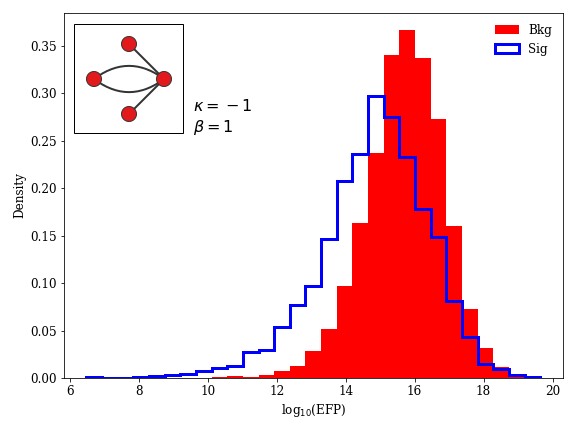 Bkg
Sig
κ = −1
β = 1
Density
0.35
0.30
0.25
0.20
0.15
0.10
0.05
0.00
6 8 10 12 14 16 18 20
log₁₀(EFP)